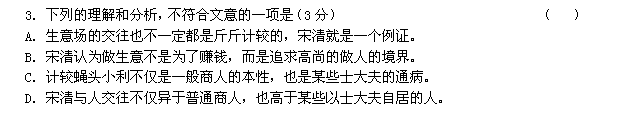 3. 下列的理解和分析，不符合文意的一项是（3分）（   ）
A. 生意场的交往也不一定都是斤斤计较的，宋清就是一个例证。
B. 宋清认为做生意不是为了赚钱，而是追求高尚的做人的境界。
C. 计较蝇头小利不仅是一般商人的本性，也是某些士大夫的通病。
D. 宋清与人交往不仅异于普通商人，也高于某些以士大夫自居的人。